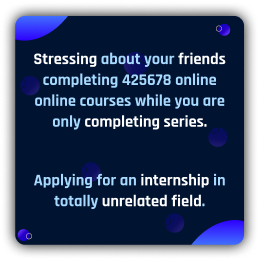 Stressing about your friends
completing 425678 online
online courses while you are
only completing series.
Applying for an internship in
totally unrelated field.